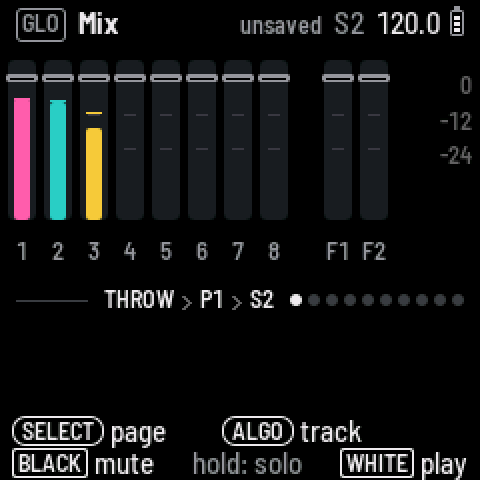 GLO Mix unsaved S2 120.0
0
-12
-24
1 2 3 4 5 6 7 8 F1 F2
THROW > P1 > S2
SELECT page ALGO track
BLACK mute hold: solo WHITE play